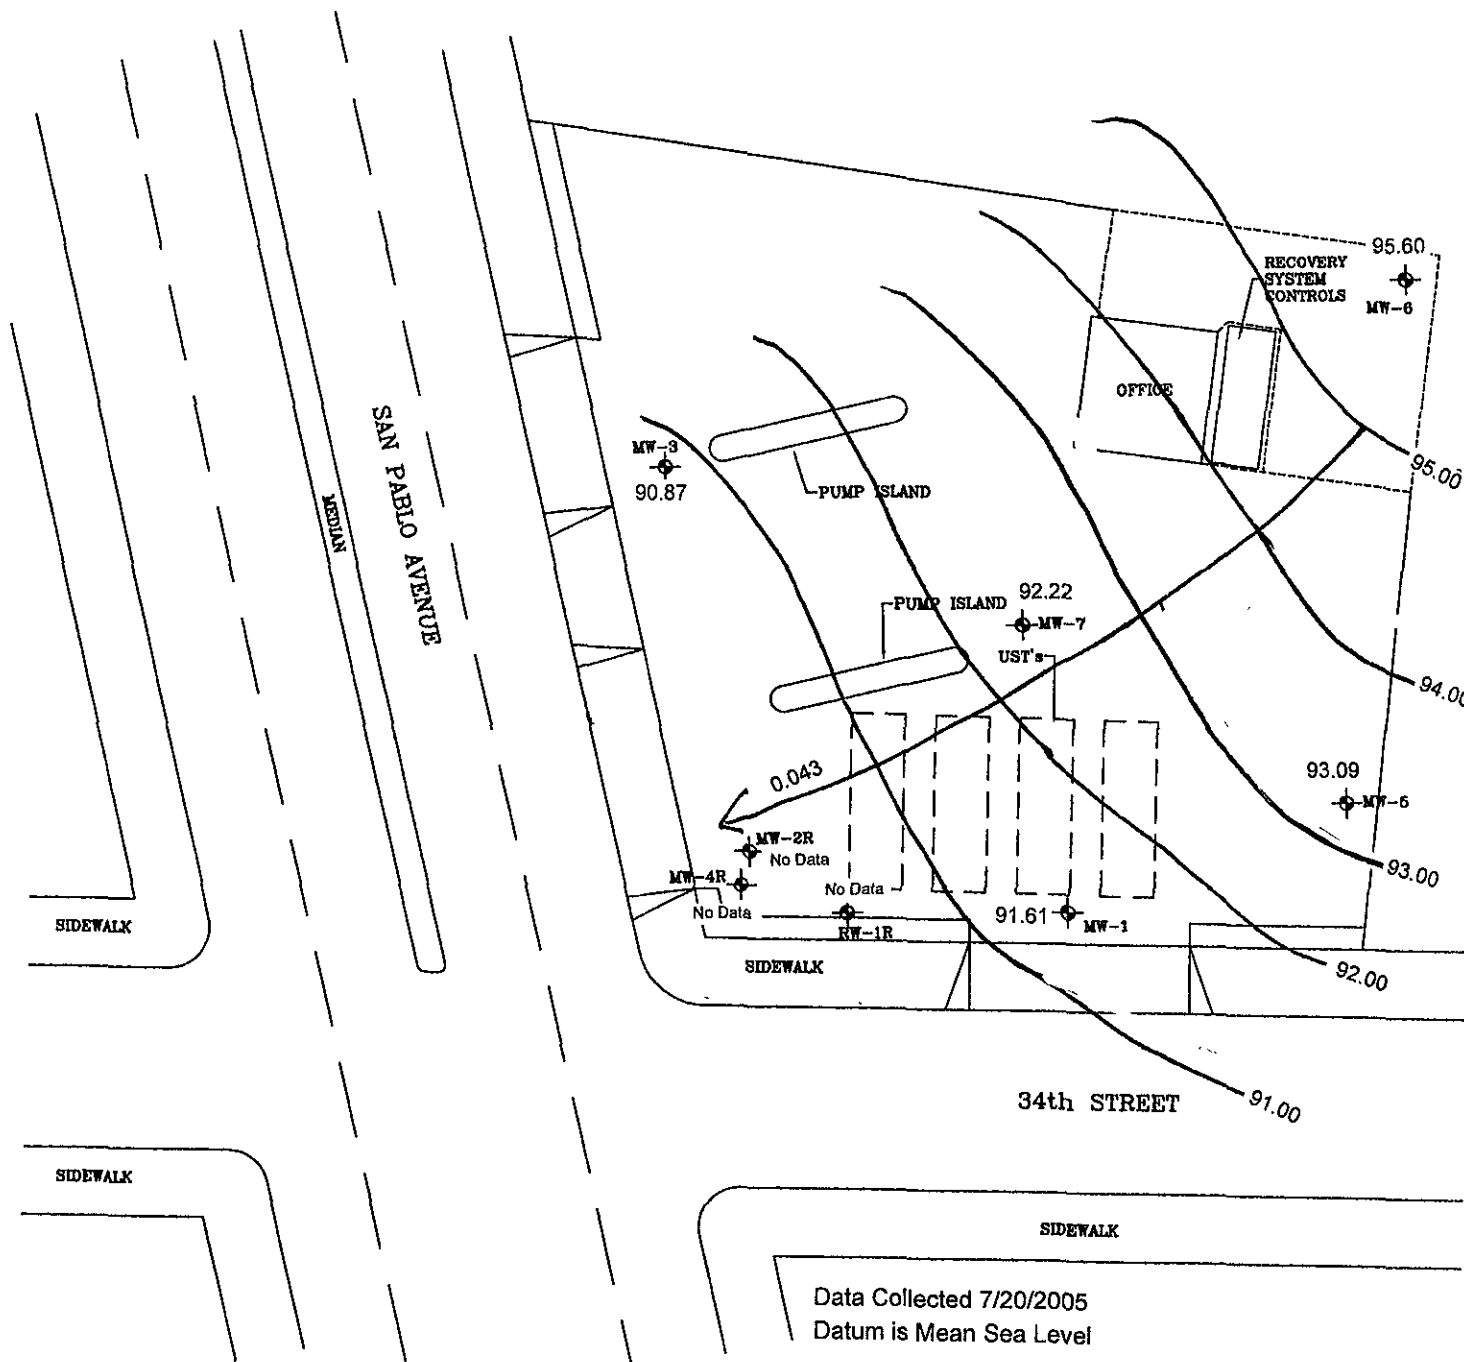 95.60
RECOVERY
SYSTEM
CONTROLS
MW-6
OFFICE
SAN PABLO AVENUE
MEDIAN
MW-3
90.87
PUMP ISLAND
95.00
PUMP ISLAND
92.22
MW-7
UST's
94.00
0.043
93.09
MW-5
MW-2R
No Data
MW-4R
No Data
No Data
RW-1R
91.61
MW-1
93.00
SIDEWALK
SIDEWALK
92.00
34th STREET
91.00
SIDEWALK
SIDEWALK
Data Collected 7/20/2005
Datum is Mean Sea Level